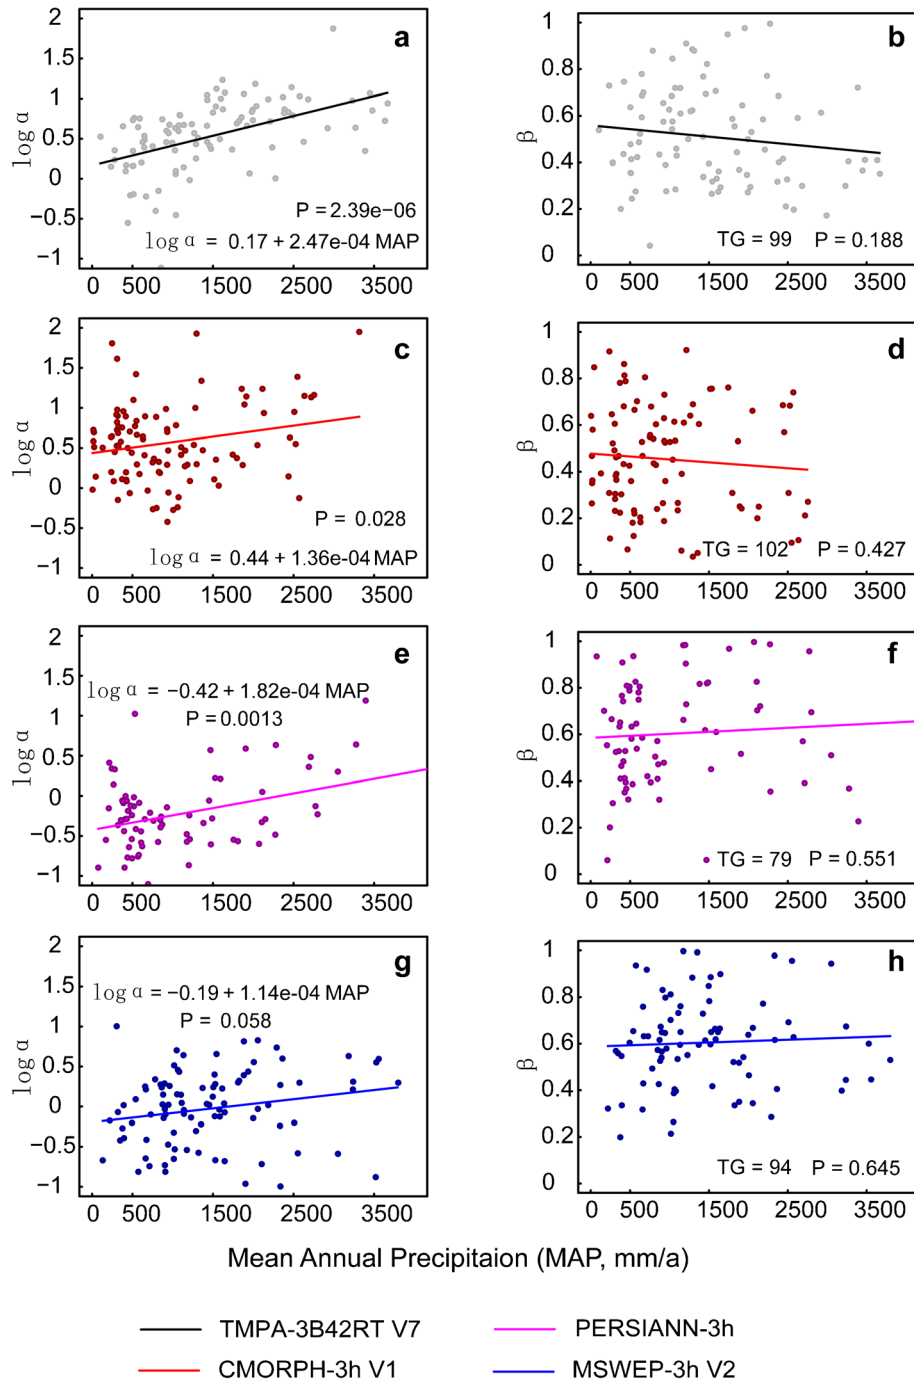 a
2
1.5
1
0.5
0
−0.5
−1
log α
P = 2.39e−06
log α = 0.17 + 2.47e-04 MAP
0 500 1500 2500 3500
b
1
0.8
0.6
0.4
0.2
0
β
TG = 99 P = 0.188
500 1500 2500 3500
c
2
1.5
1
0.5
0
−0.5
−1
log α
P = 0.028
log α = 0.44 + 1.36e−04 MAP
0 500 1500 2500 3500
d
1
0.8
0.6
0.4
0.2
0
β
TG = 102 P = 0.427
500 1500 2500 3500
e
2
1.5
1
0.5
0
−0.5
−1
log α
log α = −0.42 + 1.82e−04 MAP
P = 0.0013
0 500 1500 2500 3500
f
1
0.8
0.6
0.4
0.2
0
β
TG = 79 P = 0.551
500 1500 2500 3500
g
2
1.5
1
0.5
0
−0.5
−1
log α
log α = −0.19 + 1.14e−04 MAP
P = 0.058
0 500 1500 2500 3500
h
1
0.8
0.6
0.4
0.2
0
β
TG = 94 P = 0.645
500 1500 2500 3500
Mean Annual Precipitaion (MAP, mm/a)
TMPA-3B42RT V7
PERSIANN-3h
CMORPH-3h V1
MSWEP-3h V2